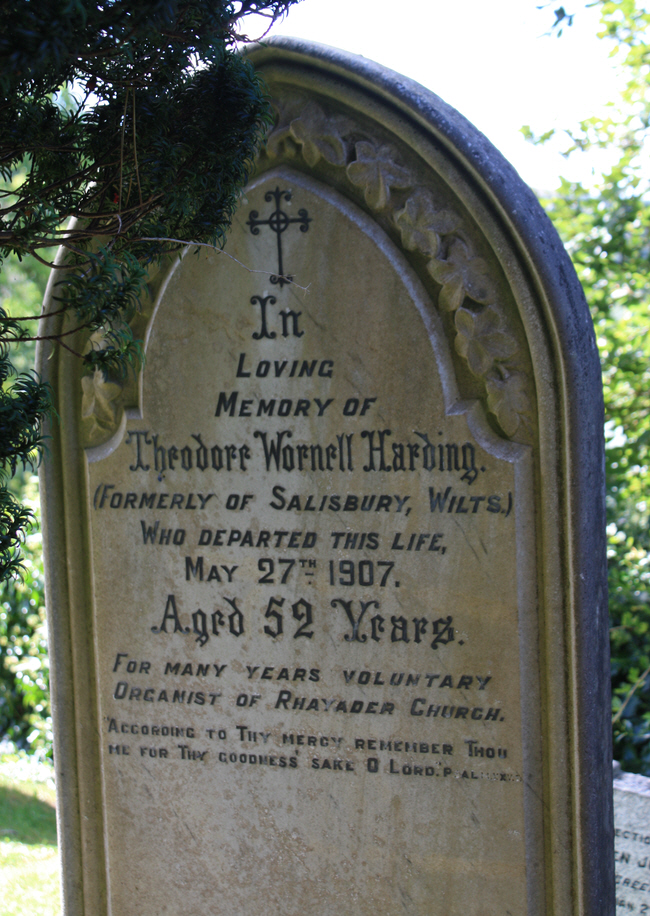 In
Loving
Memory of
Theodore Wornell Harding.
(Formerly of Salisbury, Wilts.)
Who departed this life,
May 27TH 1907.
Aged 52 Years.
For many years voluntary
Organist of Rhayader Church.
"According to Thy mercy remember Thou
me for Thy goodness sake O Lord."